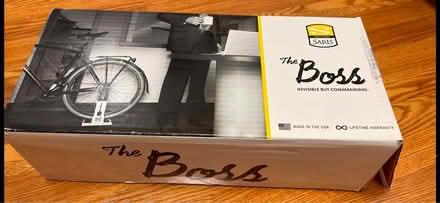 SARIS
The
Boss
INVISIBLE BUT COMMANDING.
MADE IN THE USA
LIFETIME WARRANTY
The Boss